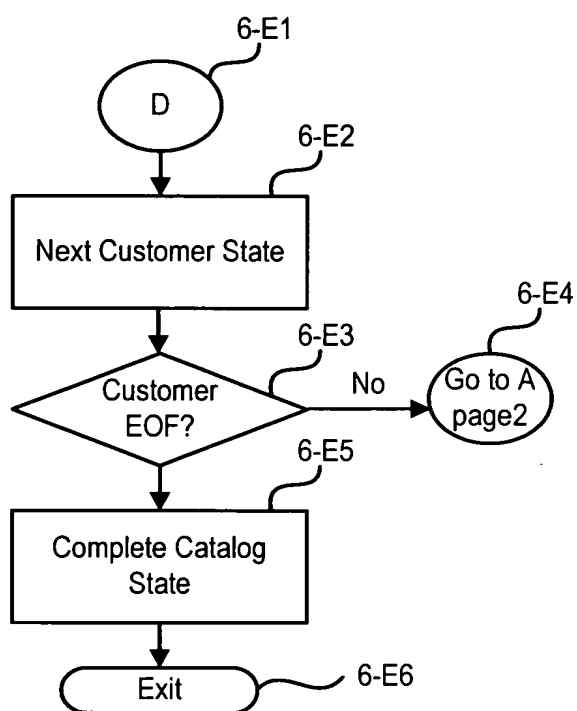 6-E1
D
6-E2
Next Customer State
6-E4
6-E3
Customer
EOF?
No
Go to A
page2
6-E5
Complete Catalog
State
Exit
6-E6